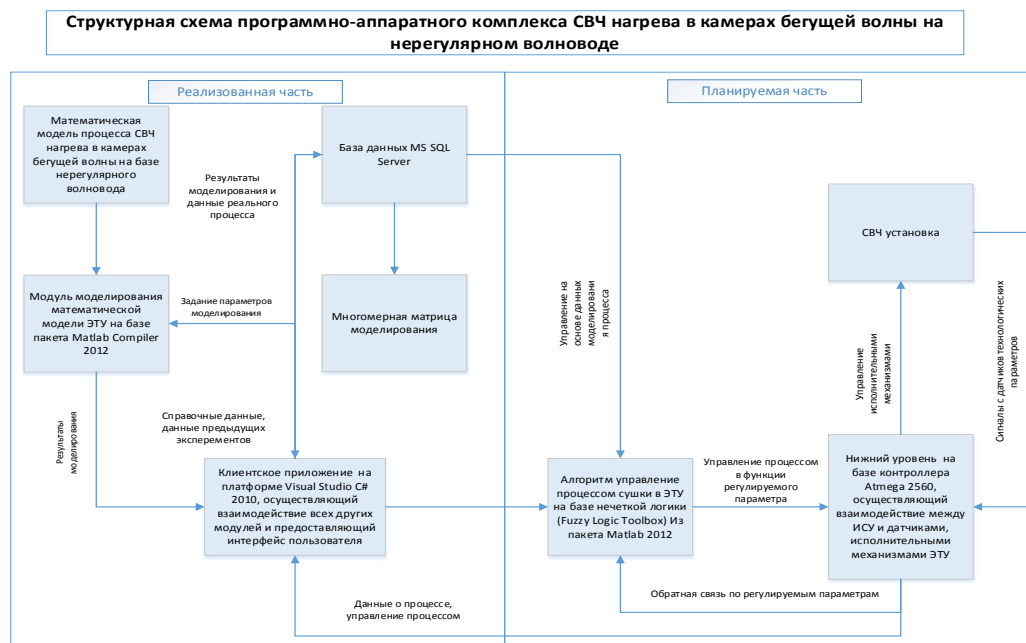 Структурная схема программно-аппаратного комплекса СВЧ нагрева в камерах бегущей волны на
нерегулярном волноводе
Реализованная часть
Планируемая часть
Математическая
модель процесса СВЧ
нагрева в камерах
бегущей волны на базе
нерегулярного
волновода
База данных MS SQL
Server
Результаты
моделирования и
данные реального
процесса
СВЧ установка
Модуль моделирования
математической
модели ЭТУ на базе
пакета Matlab Compiler
2012
Задание параметров
моделирования
Многомерная матрица
моделирования
Управление на
основе данных
моделировани
я процесса
Управление
исполнительными
механизмами
Сигналы с датчиков технологических
параметров
Результаты
моделирования
Справочные данные,
данные предыдущих
экспериментов
Клиентское приложение на
платформе Visual Studio C#
2010, осуществляющий
взаимодействие всех других
модулей и предоставляющий
интерфейс пользователя
Алгоритм управление
процессом сушки в ЭТУ
на базе нечеткой логики
(Fuzzy Logic Toolbox) Из
пакета Matlab 2012
Управление процессом
в функции
регулируемого
параметра
Нижний уровень на
базе контроллера
Atmega 2560,
осуществляющий
взаимодействие между
ИСУ и датчиками,
исполнительными
механизмами ЭТУ
Обратная связь по регулируемым параметрам
Данные о процессе,
управление процессом